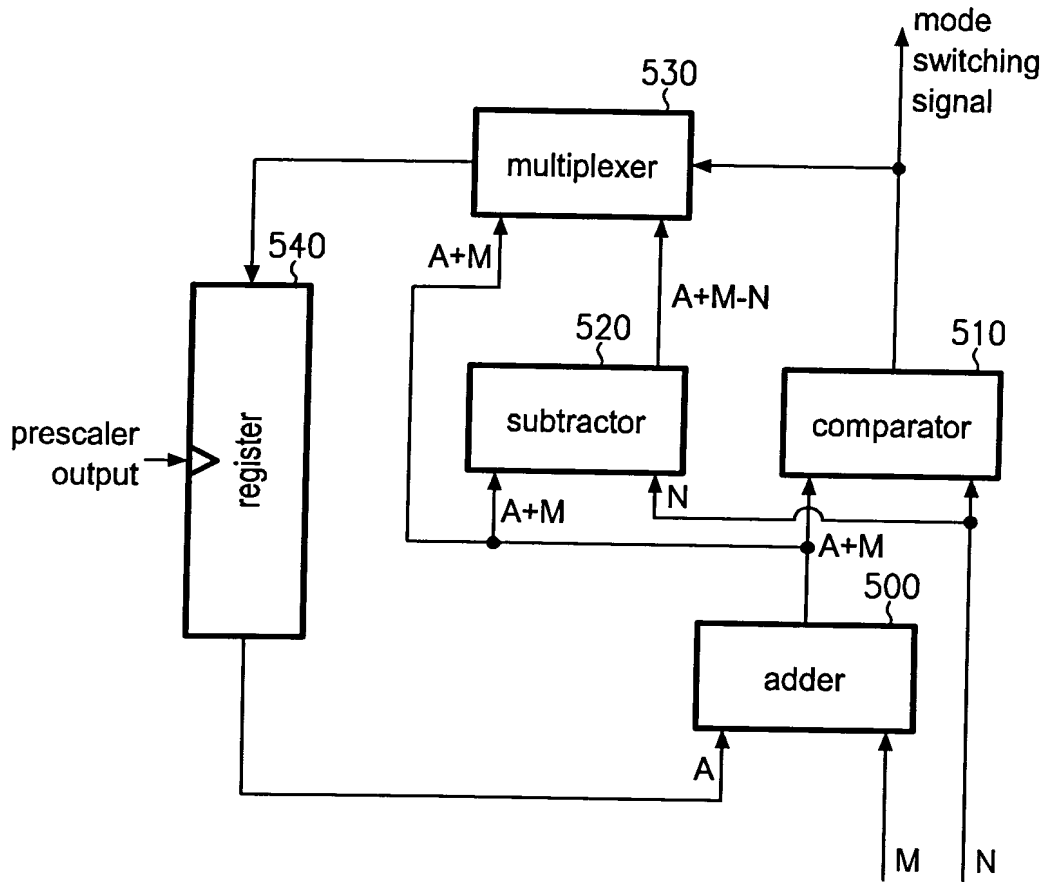 mode
switching
signal
530
multiplexer
540
A+M
A+M-N
520
510
prescaler
output
register
subtractor
comparator
A+M
N
A+M
500
adder
A
M
N